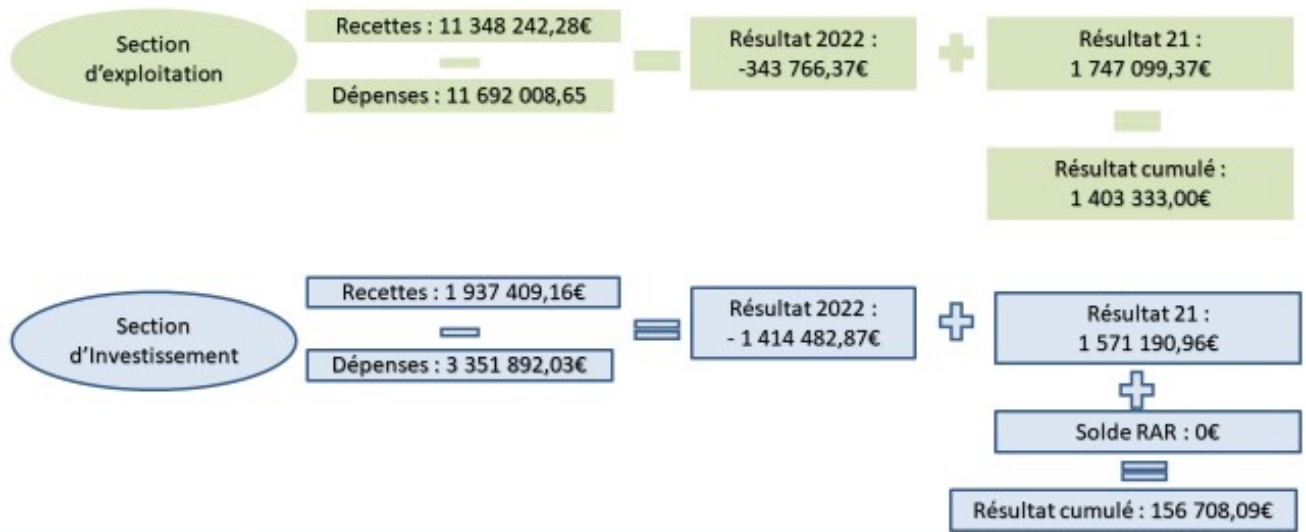 Section
d'exploitation
Recettes : 11 348 242,28€
Dépenses : 11 692 008,65
Résultat 2022 :
-343 766,37€
Résultat 21 :
1 747 099,37€
Résultat cumulé :
1 403 333,00€
Section
d'Investissement
Recettes : 1 937 409,16€
Dépenses : 3 351 892,03€
Résultat 2022 :
- 1 414 482,87€
Résultat 21 :
1 571 190,96€
Solde RAR : 0€
Résultat cumulé : 156 708,09€